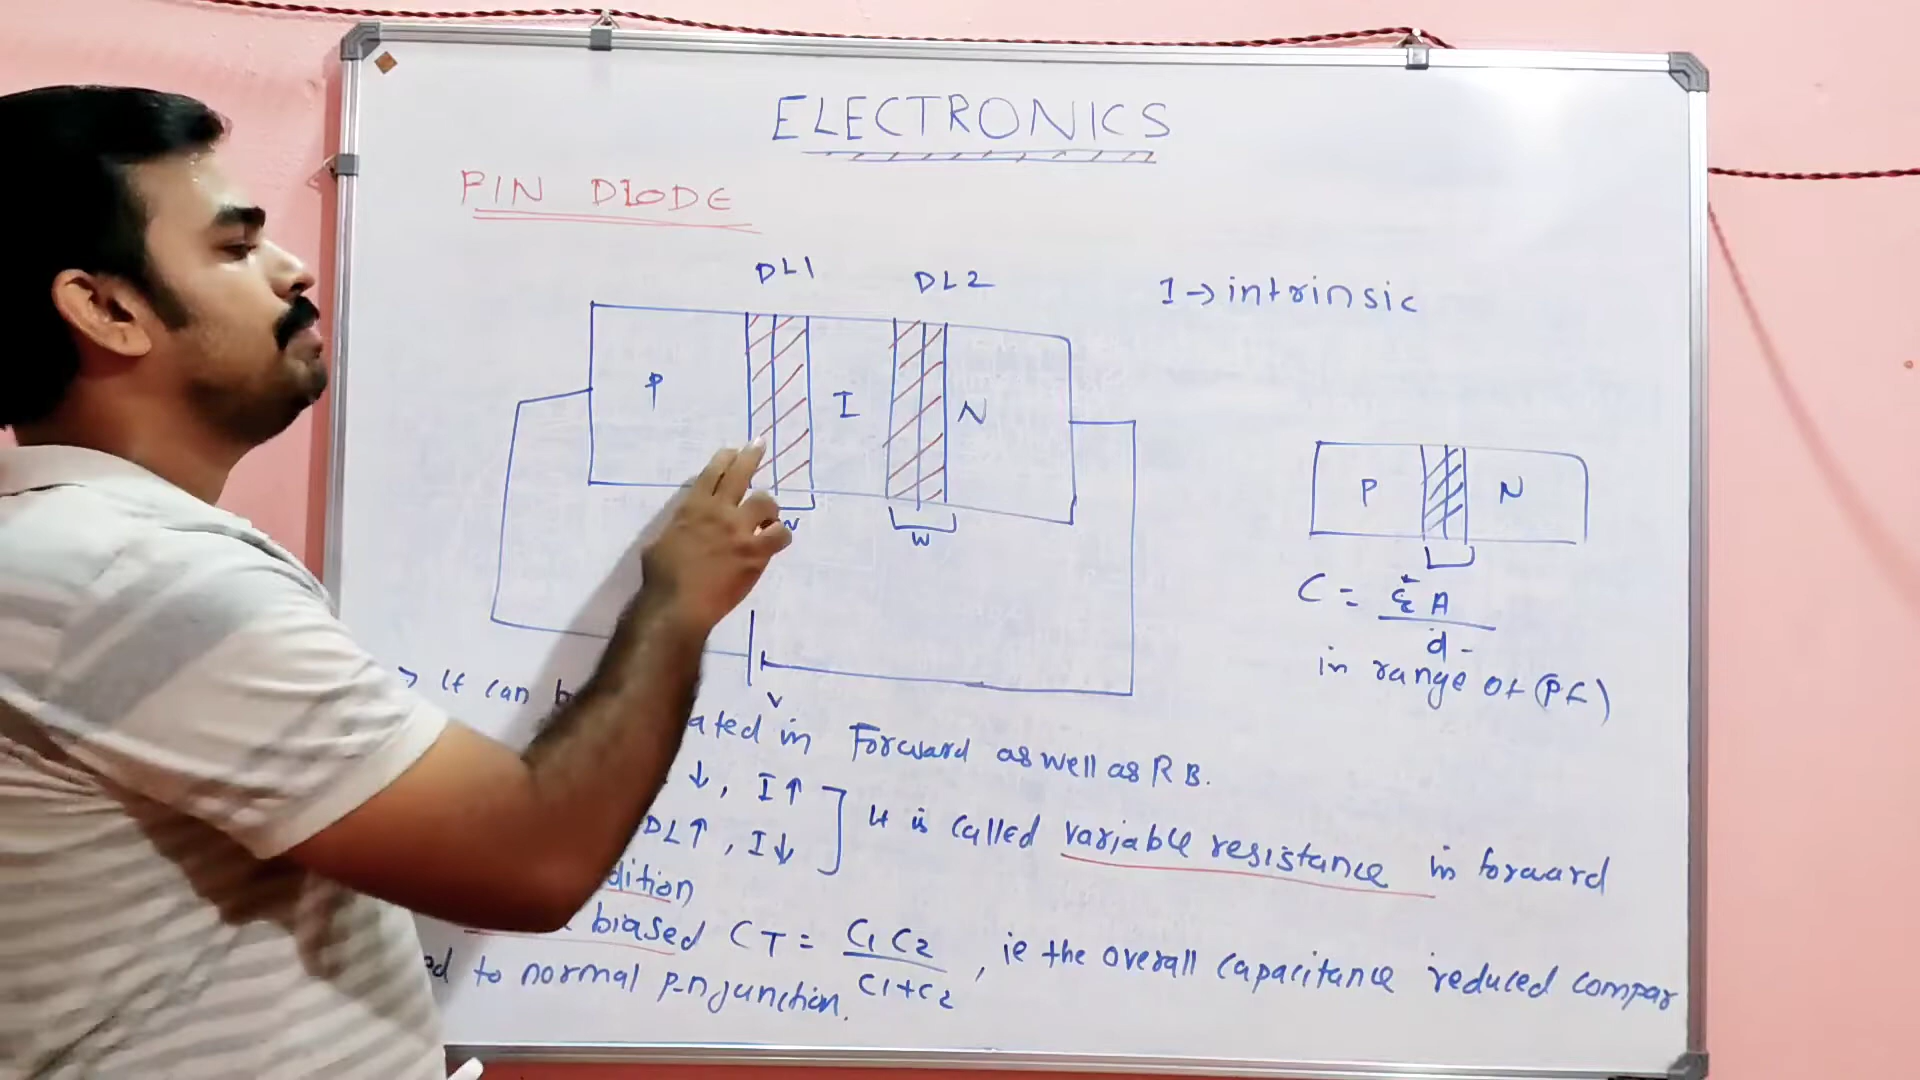 ELECTRONICS
PIN DIODE
DL1 DL2
I → intrinsic
P I N
W
P N
C = ε A / d
in range of (PF)
V
→ It can
ated in Forward as well as R B.
↓ , I↑
DL↑ , I↓
It is called variable resistance in forward
dition
biased CT = C1 C2 / C1+C2 , ie the overall capacitance reduced compar
ed to normal p-n junction.